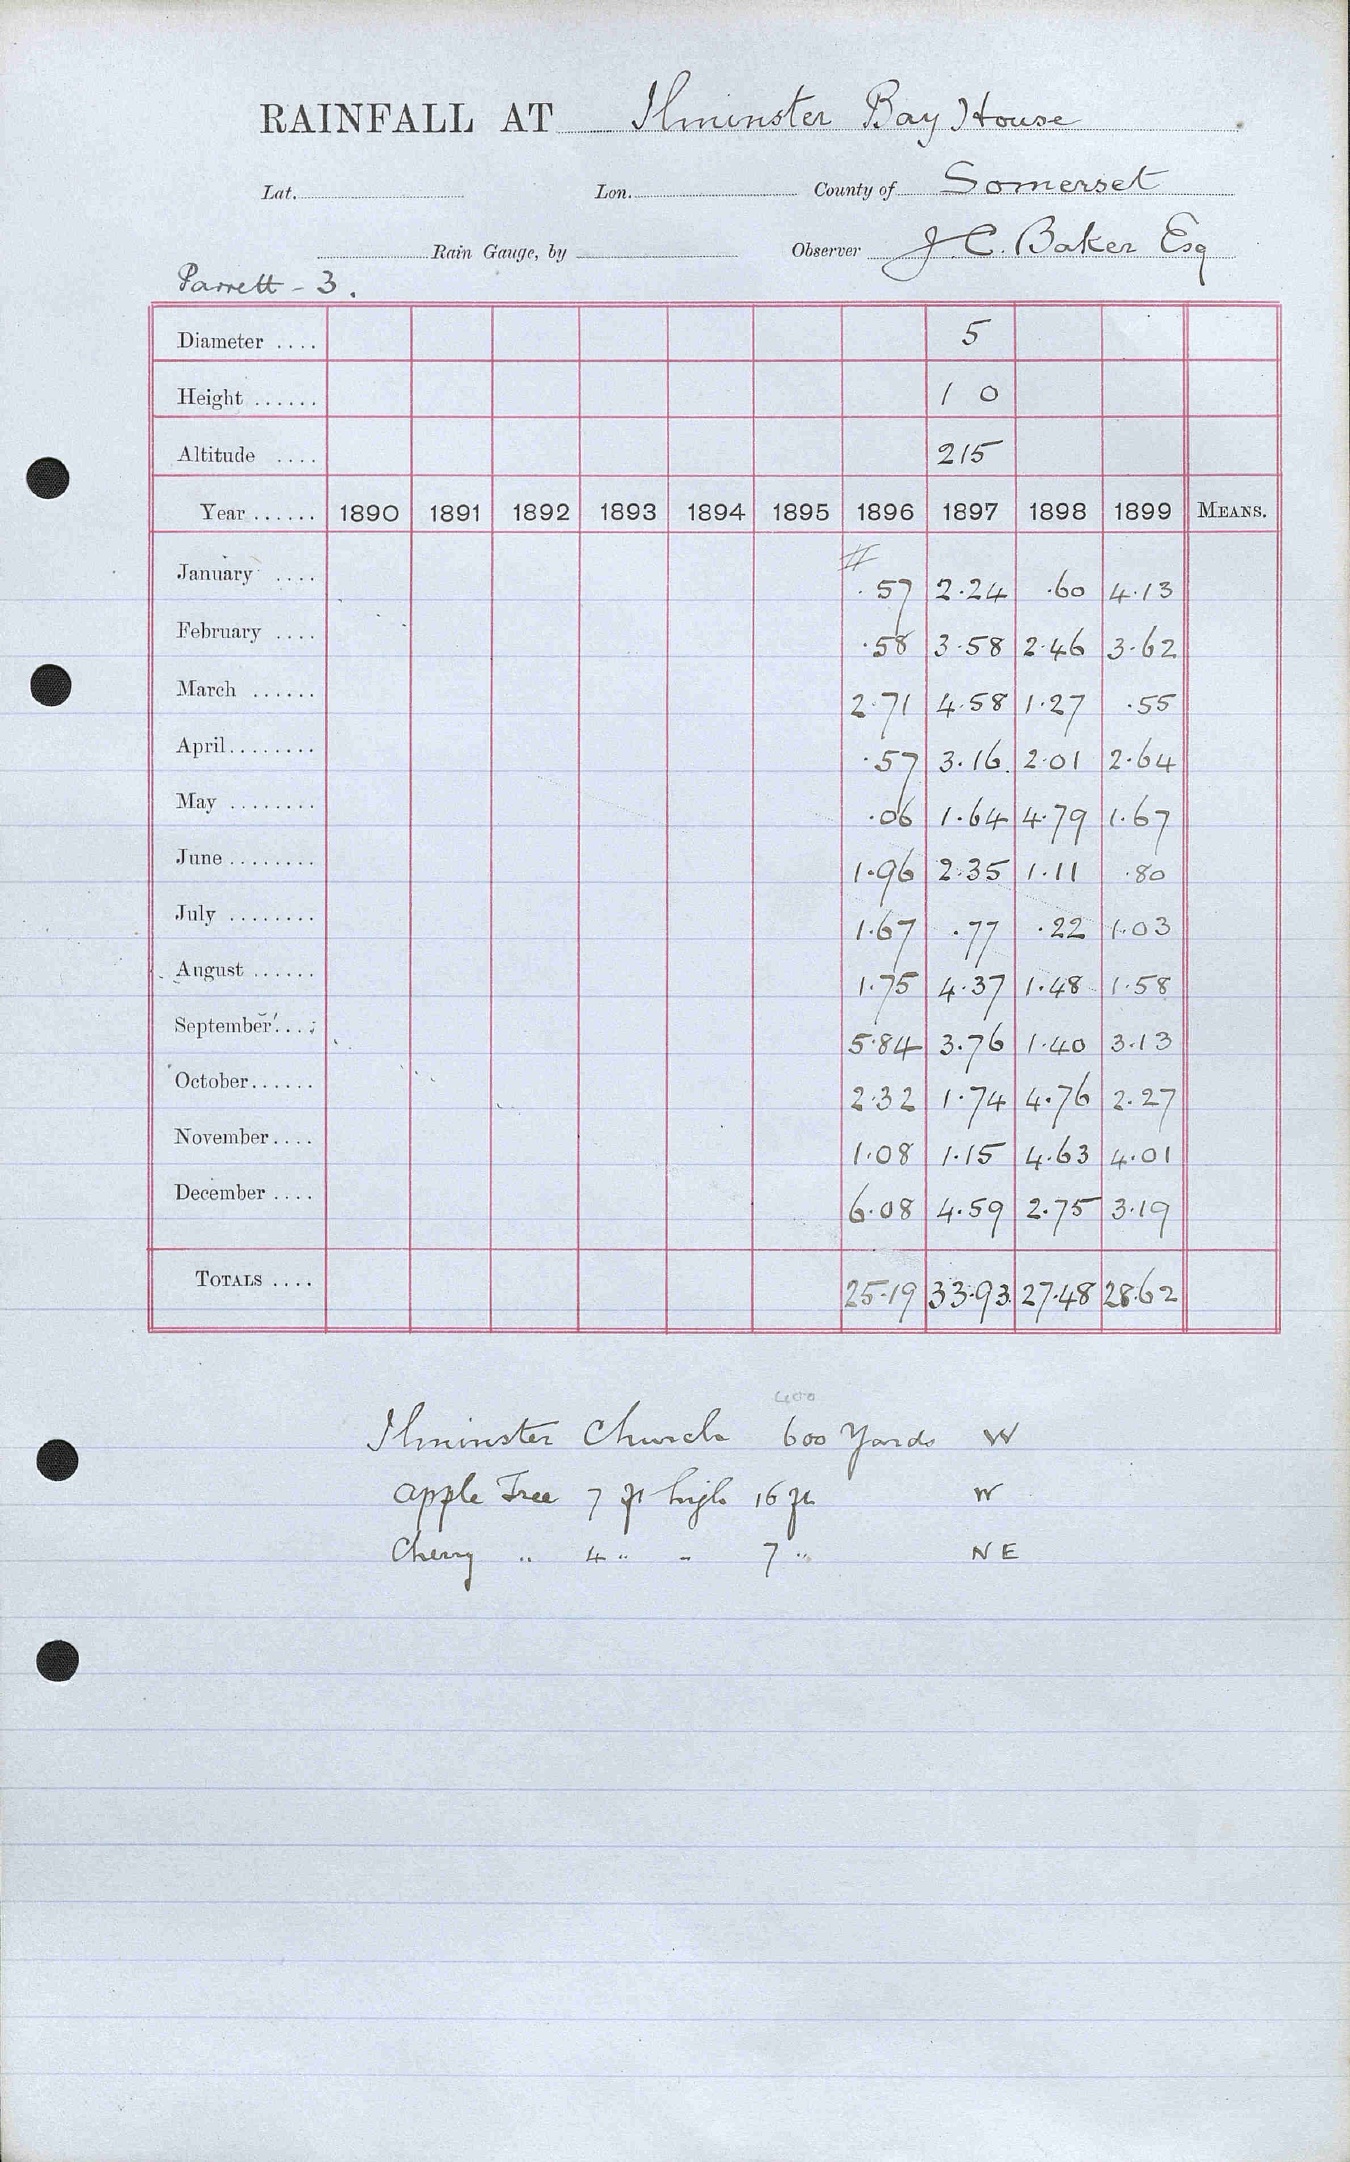 RAINFALL AT Ilminster Bay House
Lat. Lon. County of Somerset
Rain Gauge, by Observer J. C. Baker Esq
Parrett - 3.
Diameter .... 5
Height ...... 1 0
Altitude .... 215
Year ...... 1890 1891 1892 1893 1894 1895 1896 1897 1898 1899 MEANS.
January .... # .57 2.24 .60 4.13
February .... .58 3.58 2.46 3.62
March ...... 2.71 4.58 1.27 .55
April ........ .57 3.16 2.01 2.64
May ........ .06 1.64 4.79 1.67
June ........ 1.96 2.35 1.11 .80
July ........ 1.67 .77 .22 1.03
August ...... 1.75 4.37 1.48 1.58
September .... 5.84 3.76 1.40 3.13
October ...... 2.32 1.74 4.76 2.27
November .... 1.08 1.15 4.63 4.01
December .... 6.08 4.59 2.75 3.19
TOTALS .... 25.19 33.93 27.48 28.62
400
Ilminster Church 600 Yards W
Apple Tree 7 ft high 16 ft W
Cherry " 4 " " 7 " NE